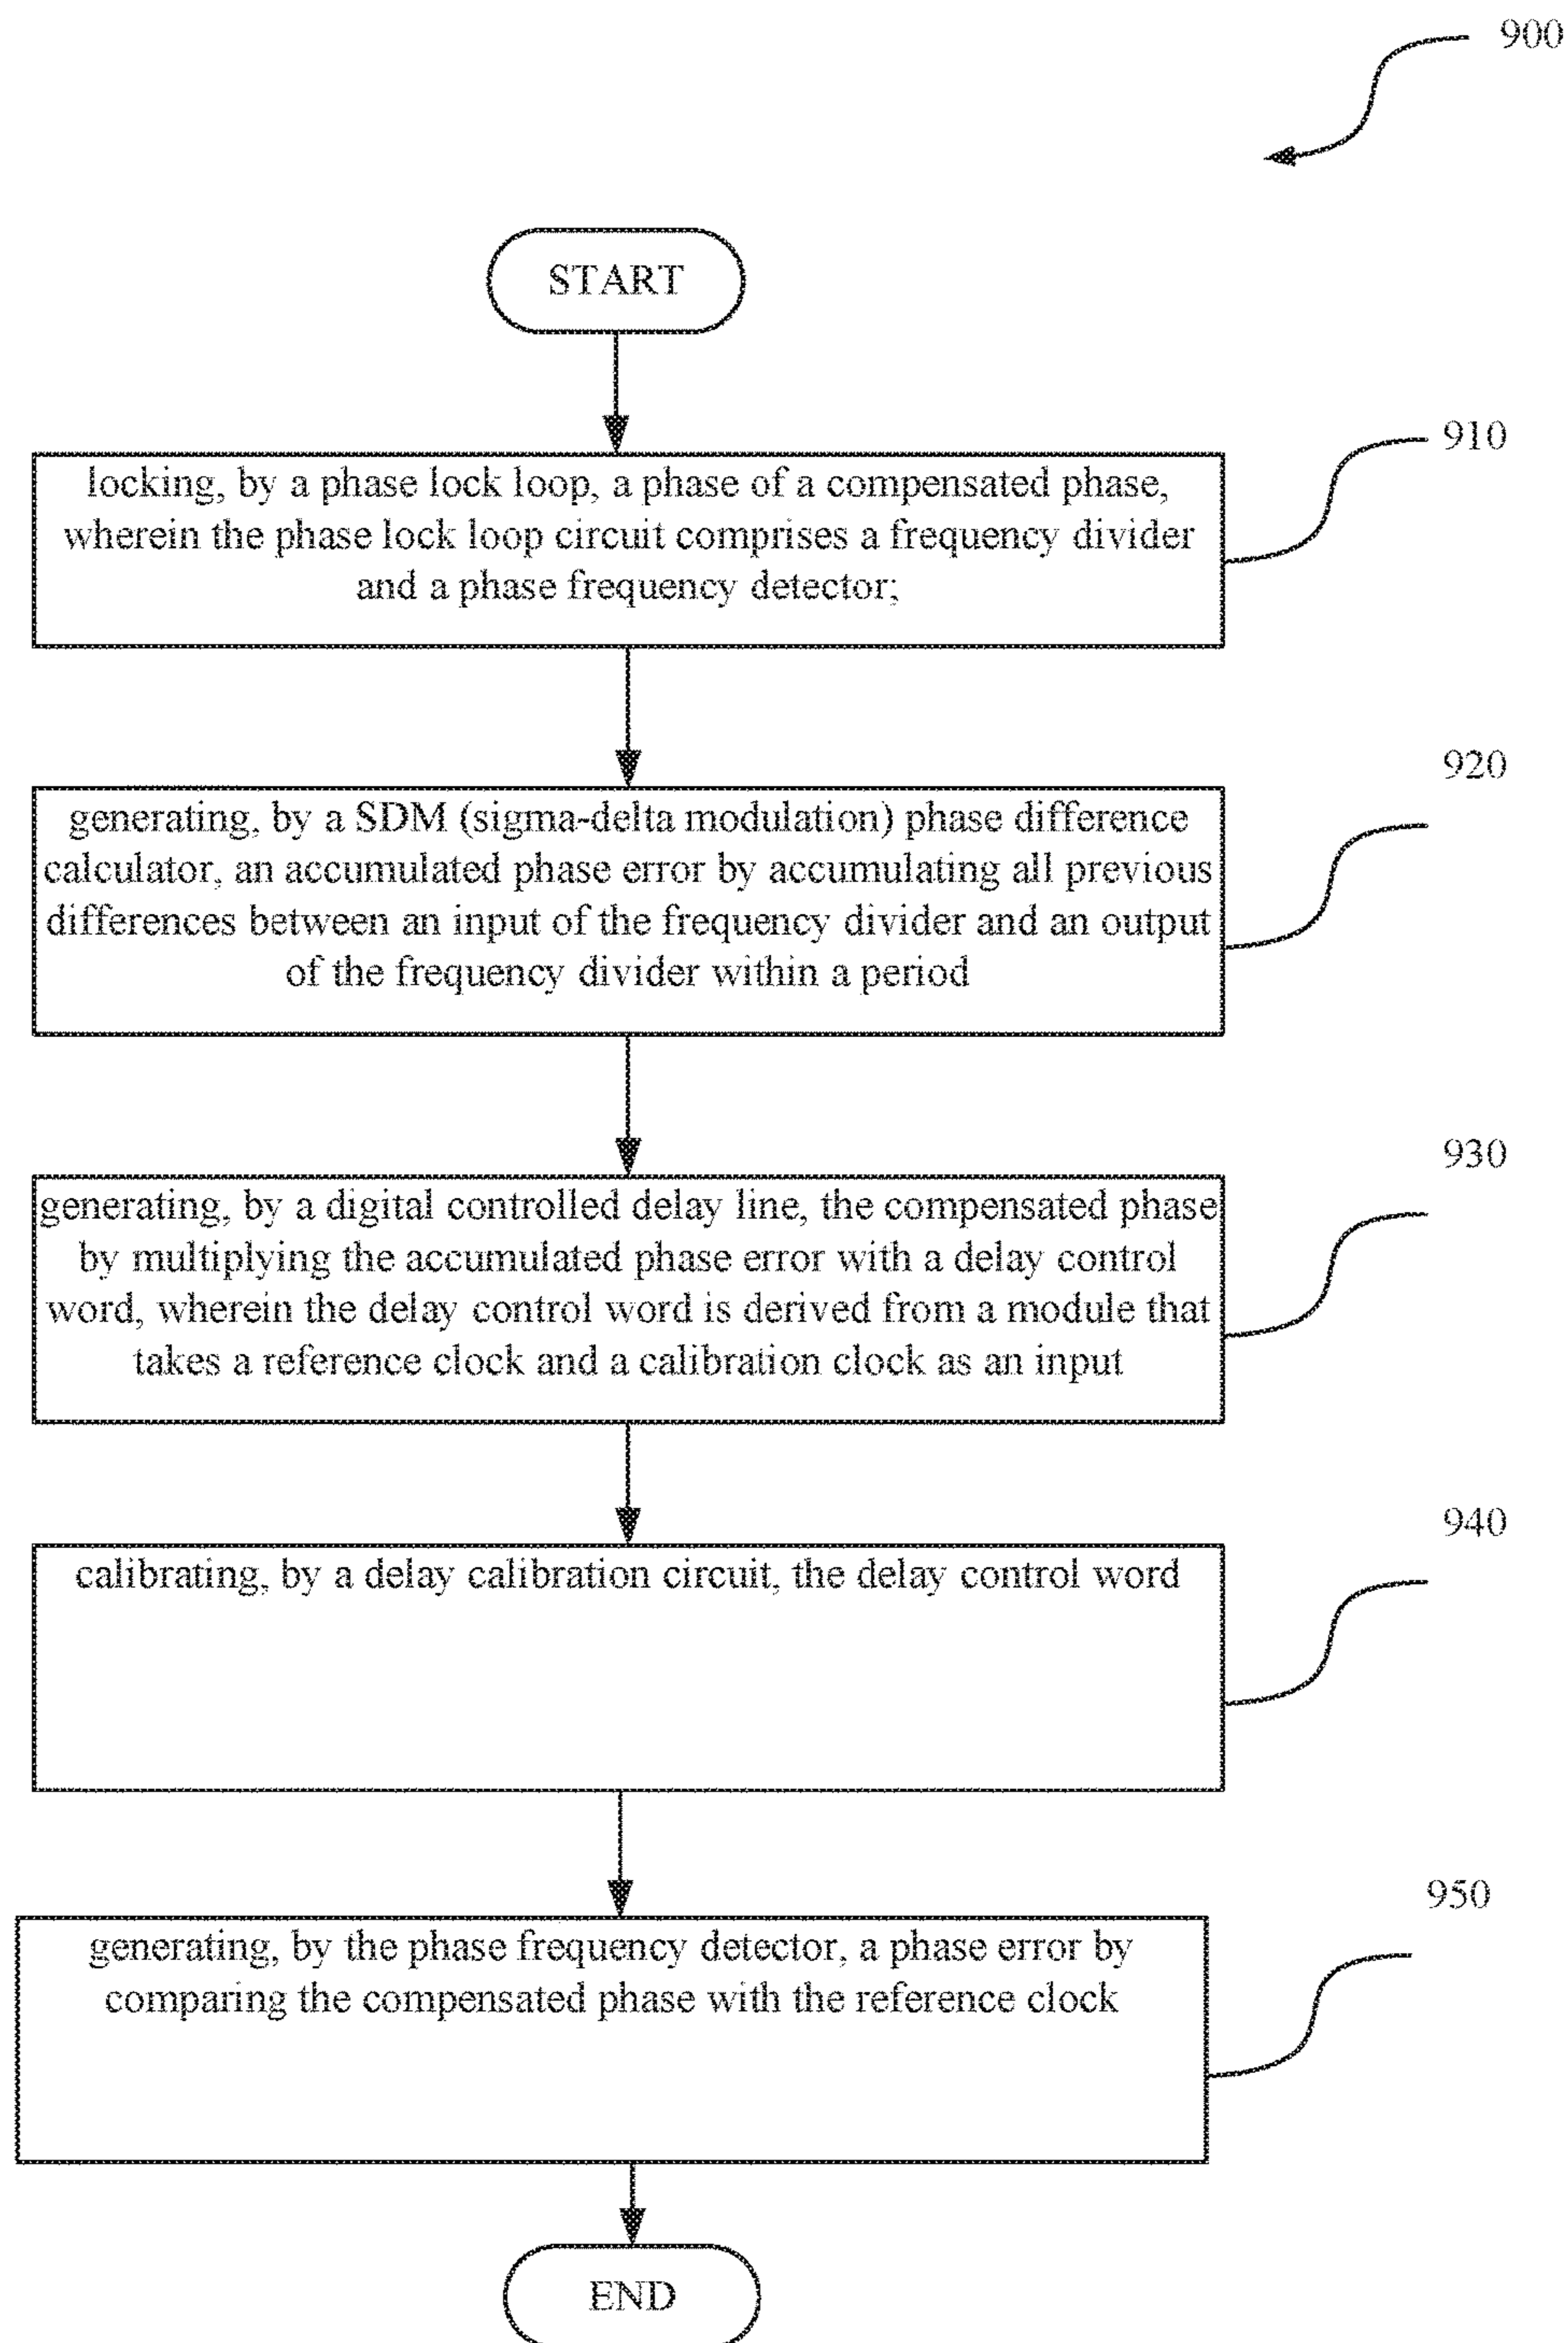 900
START
910
locking, by a phase lock loop, a phase of a compensated phase,
wherein the phase lock loop circuit comprises a frequency divider
and a phase frequency detector;
920
generating, by a SDM (sigma-delta modulation) phase difference
calculator, an accumulated phase error by accumulating all previous
differences between an input of the frequency divider and an output
of the frequency divider within a period
930
generating, by a digital controlled delay line, the compensated phase
by multiplying the accumulated phase error with a delay control
word, wherein the delay control word is derived from a module that
takes a reference clock and a calibration clock as an input
940
calibrating, by a delay calibration circuit, the delay control word
950
generating, by the phase frequency detector, a phase error by
comparing the compensated phase with the reference clock
END